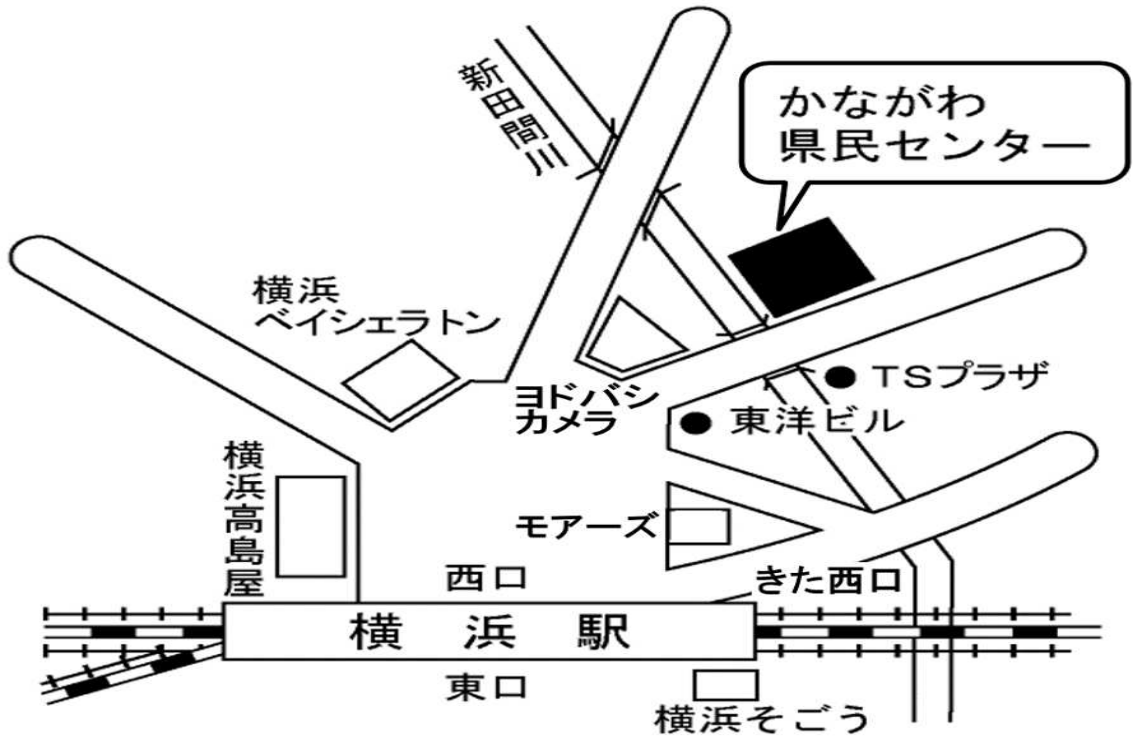 新田間川
かながわ
県民センター
横浜
ベイシェラトン
TSプラザ
ヨドバシ
カメラ
東洋ビル
横浜高島屋
モアーズ
西口
きた西口
横浜駅
東口
横浜そごう